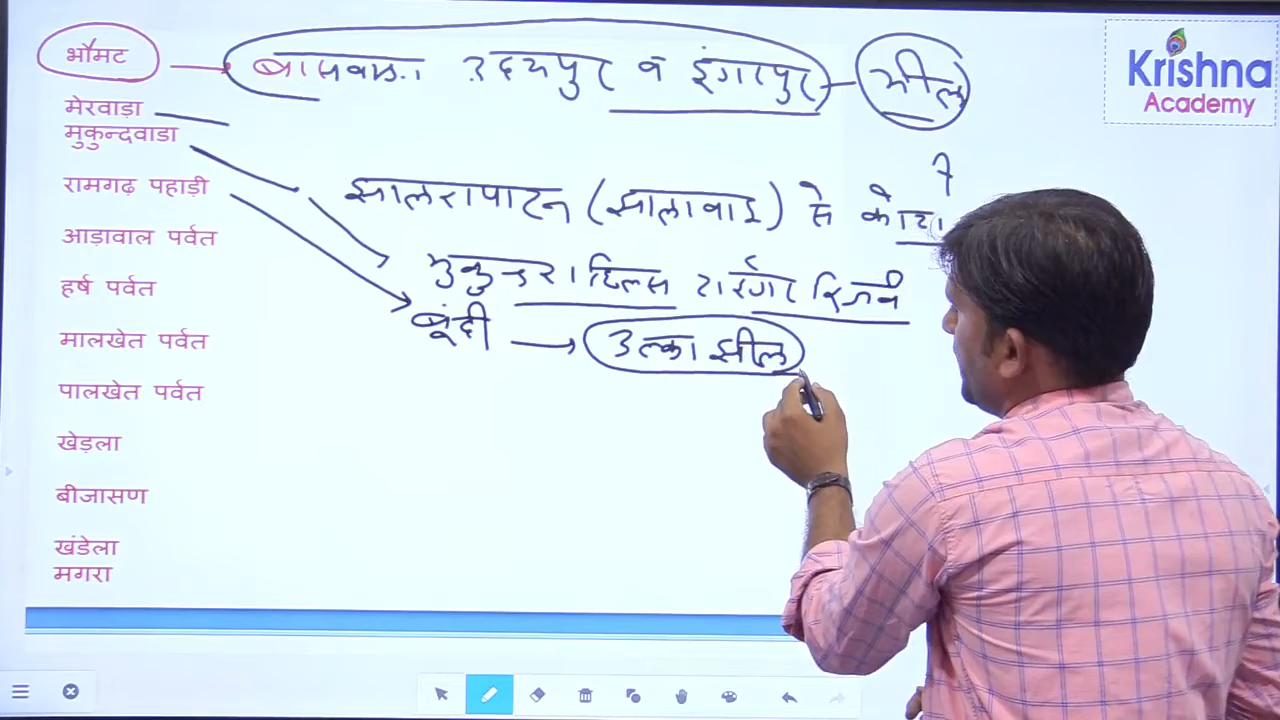 भौमट
बासवाडा उदयपुर व डूंगरपुर - भील
Krishna
Academy
मेरवाड़ा
मुकुन्दवाडा
रामगढ़ पहाड़ी
झालरापाटन (झालावाड) से कोटा
आड़ावाल पर्वत
मुकुन्दरा हिल्स टाईगर रिजर्व
हर्ष पर्वत
बूंदी → उल्का झील
मालखेत पर्वत
पालखेत पर्वत
खेड़ला
बीजासण
खंडेला
मगरा